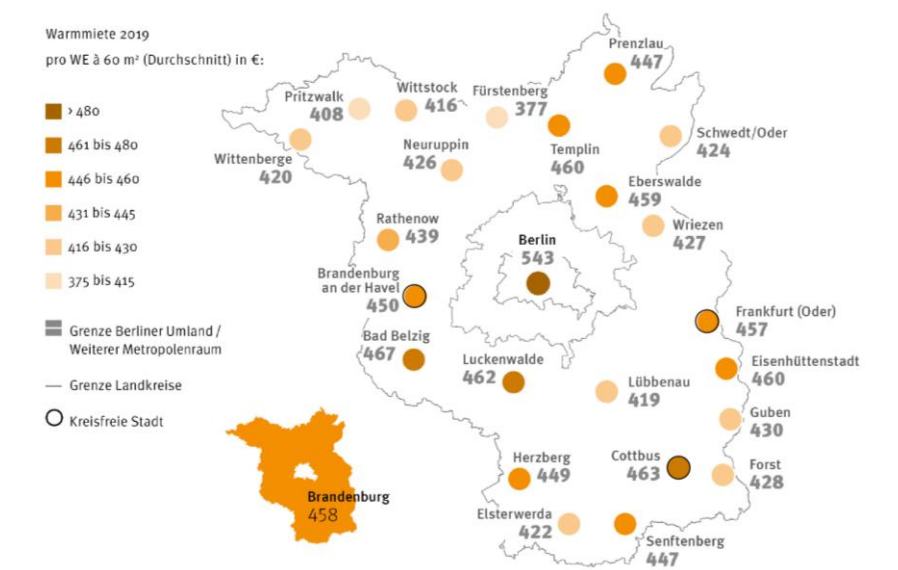 Warmmiete 2019
pro WE à 60 m² (Durchschnitt) in €:
> 480
461 bis 480
446 bis 460
431 bis 445
416 bis 430
375 bis 415
Grenze Berliner Umland /
Weiterer Metropolenraum
Grenze Landkreise
Kreisfreie Stadt
Prenzlau
447
Pritzwalk
408
Wittstock
416
Fürstenberg
377
Wittenberge
420
Neuruppin
426
Templin
460
Schwedt/Oder
424
Eberswalde
459
Wriezen
427
Rathenow
439
Berlin
543
Brandenburg
an der Havel
450
Frankfurt (Oder)
457
Bad Belzig
467
Luckenwalde
462
Lübbenau
419
Eisenhüttenstadt
460
Guben
430
Herzberg
449
Cottbus
463
Forst
428
Elsterwerda
422
Senftenberg
447
Brandenburg
458